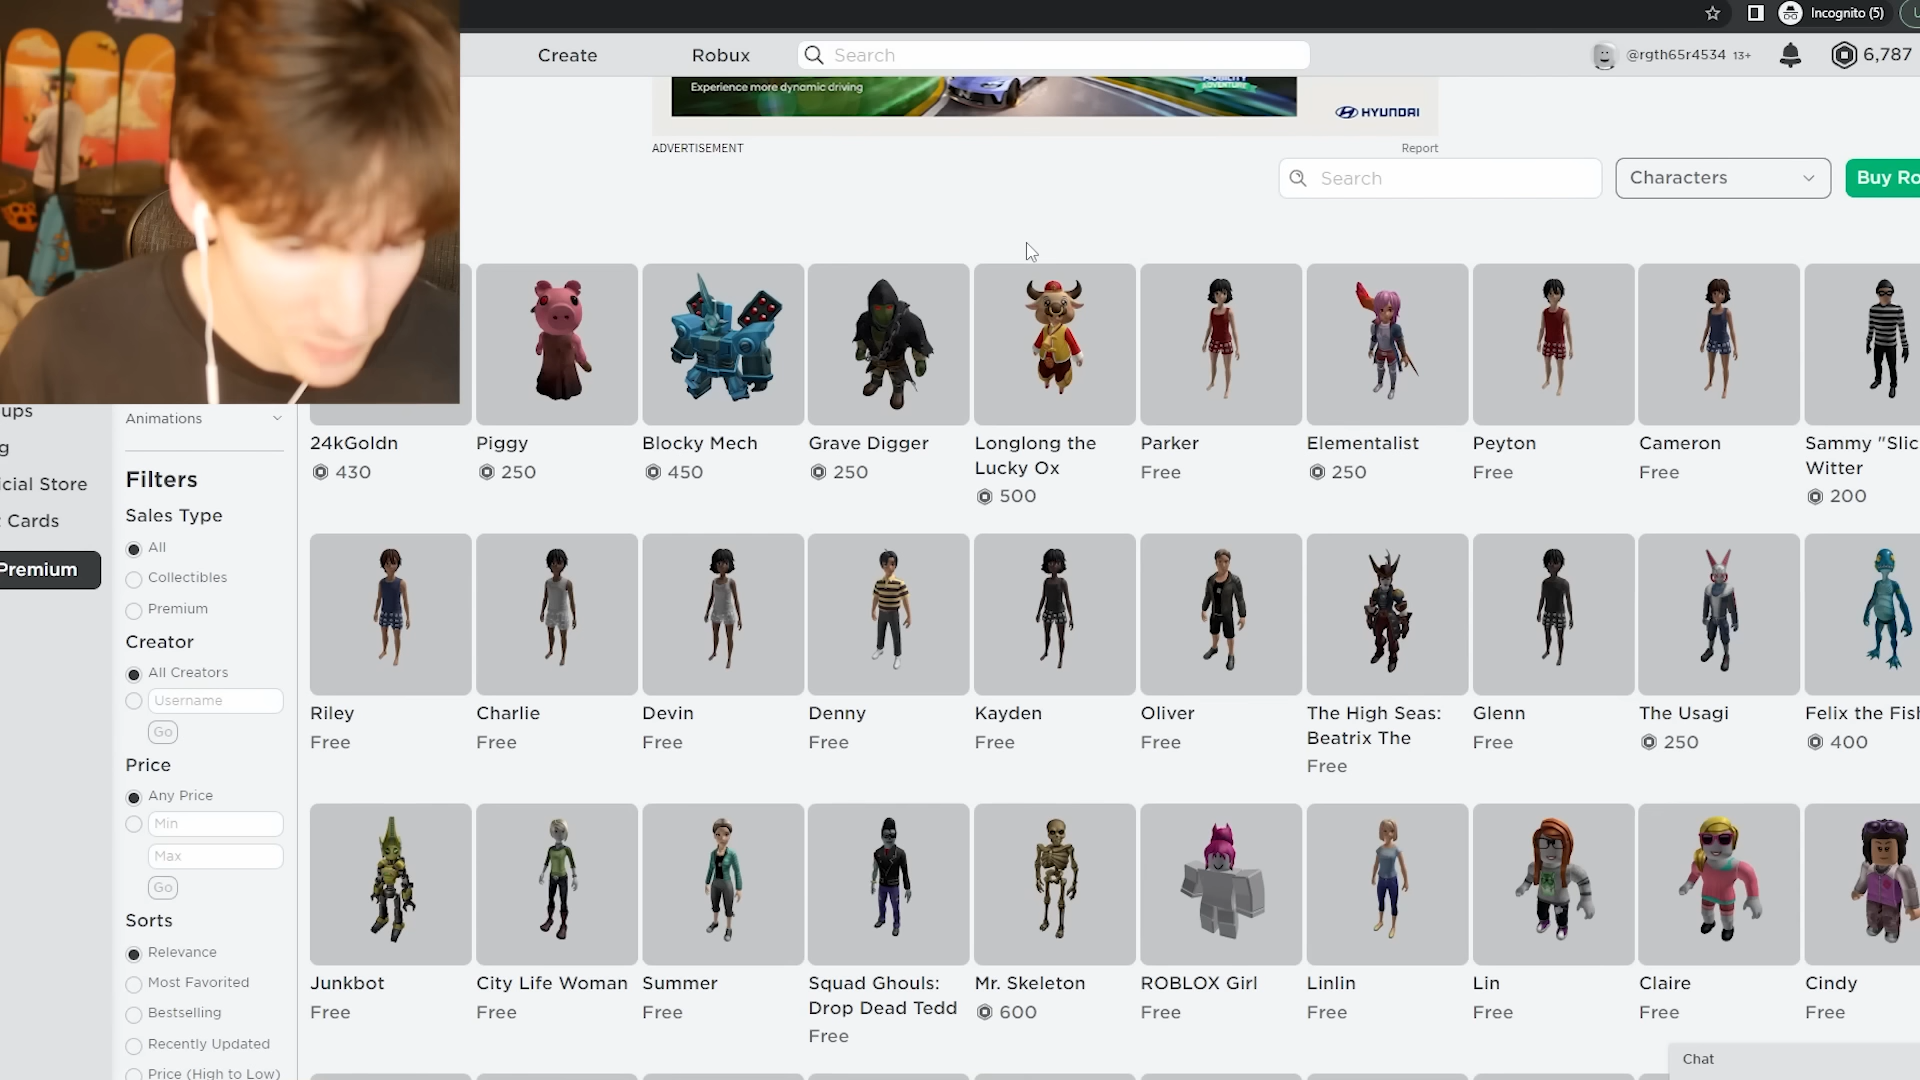 Incognito (5)
Create
Robux
Search
@rgth65r4534 13+
6,787
Experience more dynamic driving
HYUNDAI
ADVERTISEMENT
Report
Search
Characters
Buy Ro
24kGoldn
430
Piggy
250
Blocky Mech
450
Grave Digger
250
Longlong the
Lucky Ox
500
Parker
Free
Elementalist
250
Peyton
Free
Cameron
Free
Sammy "Slic
Witter
200
ups
g
icial Store
t Cards
Premium
Animations
Filters
Sales Type
All
Collectibles
Premium
Creator
All Creators
Username
Go
Price
Any Price
Min
Max
Go
Sorts
Relevance
Most Favorited
Bestselling
Recently Updated
Price (High to Low)
Riley
Free
Charlie
Free
Devin
Free
Denny
Free
Kayden
Free
Oliver
Free
The High Seas:
Beatrix The
Free
Glenn
Free
The Usagi
250
Felix the Fish
400
Junkbot
Free
City Life Woman
Free
Summer
Free
Squad Ghouls:
Drop Dead Tedd
Free
Mr. Skeleton
600
ROBLOX Girl
Free
Linlin
Free
Lin
Free
Claire
Free
Cindy
Free
Chat